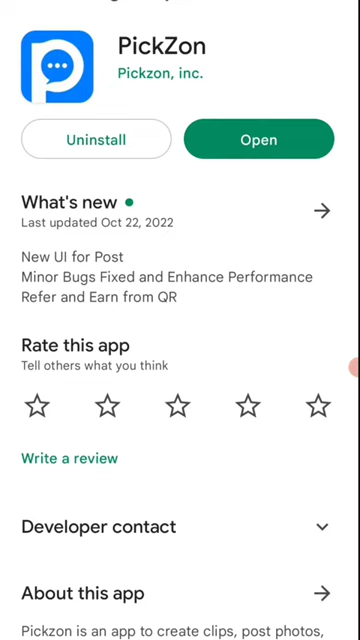 PickZon
Pickzon, inc.
Uninstall
Open
What's new
Last updated Oct 22, 2022
New UI for Post
Minor Bugs Fixed and Enhance Performance
Refer and Earn from QR
Rate this app
Tell others what you think
Write a review
Developer contact
About this app
Pickzon is an app to create clips, post photos,